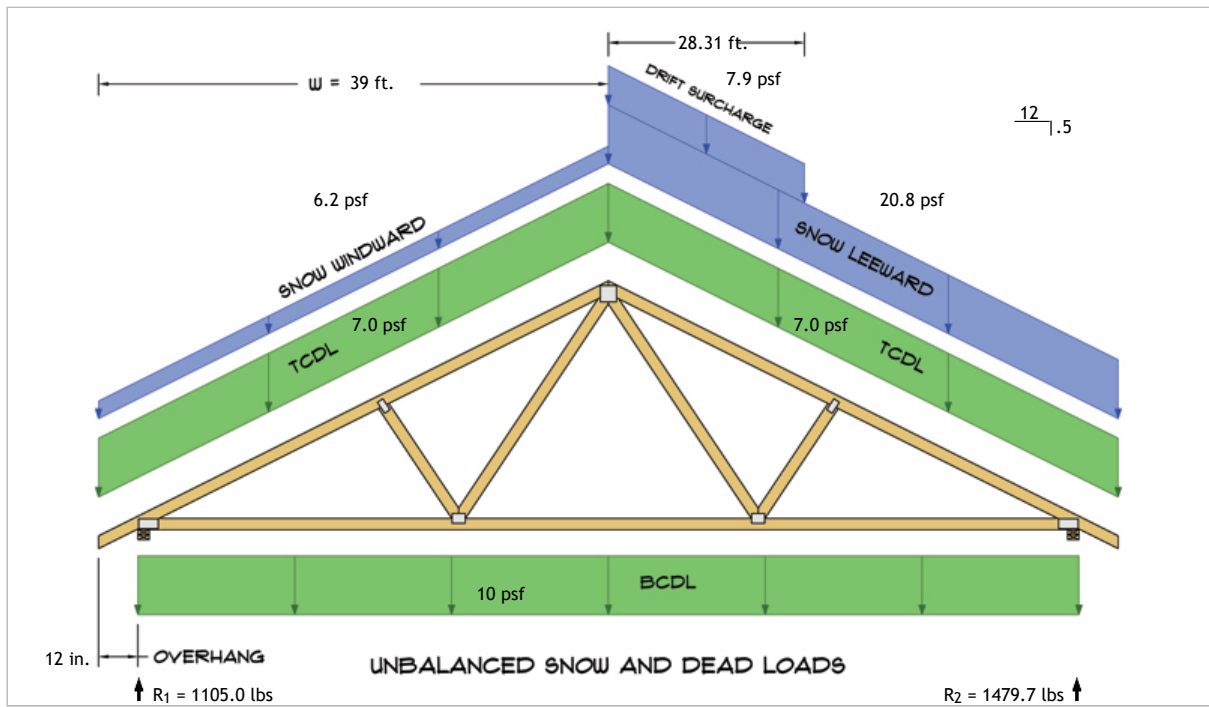 28.31 ft.
W = 39 ft.
DRIFT SURCHARGE
7.9 psf
12
.5
6.2 psf
20.8 psf
SNOW WINDWARD
SNOW LEEWARD
7.0 psf
7.0 psf
TCDL
TCDL
10 psf
BCDL
12 in.
OVERHANG
UNBALANCED SNOW AND DEAD LOADS
R1 = 1105.0 lbs
R2 = 1479.7 lbs